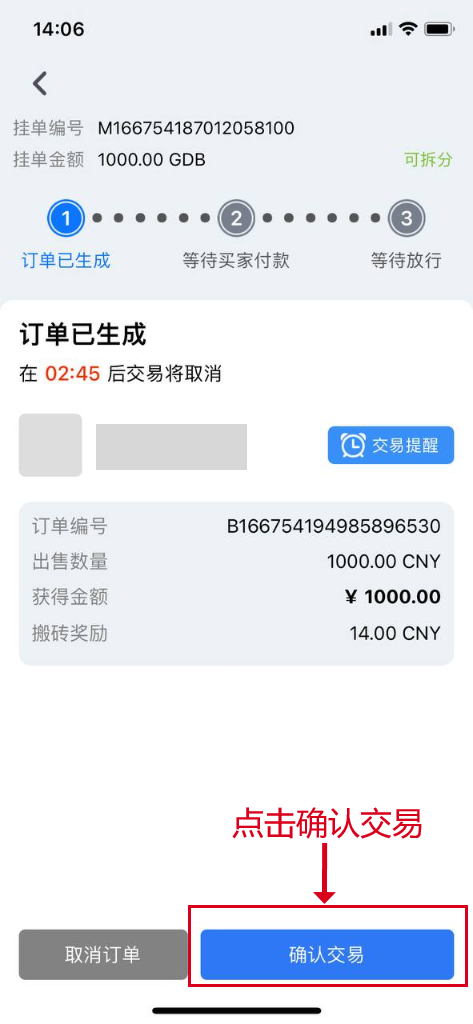 14:06
挂单编号 M166754187012058100
挂单金额 1000.00 GDB 可拆分
1 2 3
订单已生成 等待买家付款 等待放行
订单已生成
在 02:45 后交易将取消
交易提醒
订单编号 B166754194985896530
出售数量 1000.00 CNY
获得金额 ¥ 1000.00
搬砖奖励 14.00 CNY
点击确认交易
取消订单 确认交易